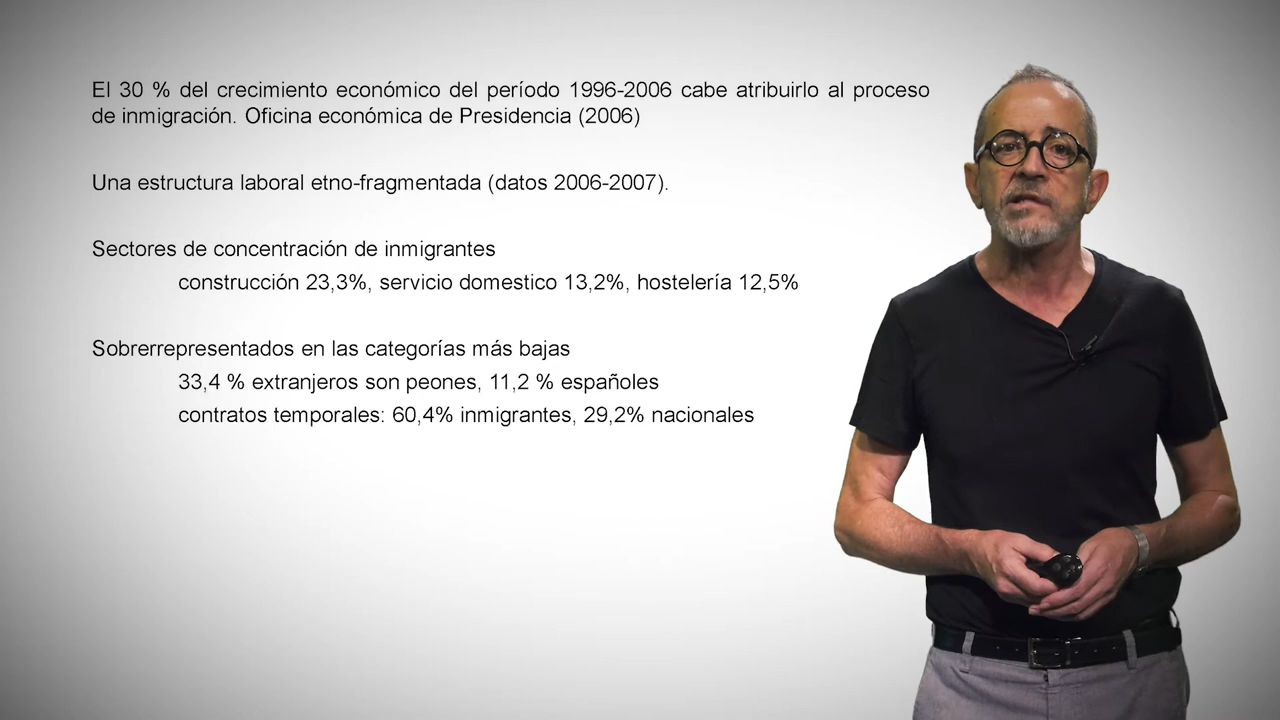 El 30 % del crecimiento económico del período 1996-2006 cabe atribuirlo al proceso
de inmigración. Oficina económica de Presidencia (2006)
Una estructura laboral etno-fragmentada (datos 2006-2007).
Sectores de concentración de inmigrantes
construcción 23,3%, servicio domestico 13,2%, hostelería 12,5%
Sobrerrepresentados en las categorías más bajas
33,4 % extranjeros son peones, 11,2 % españoles
contratos temporales: 60,4% inmigrantes, 29,2% nacionales